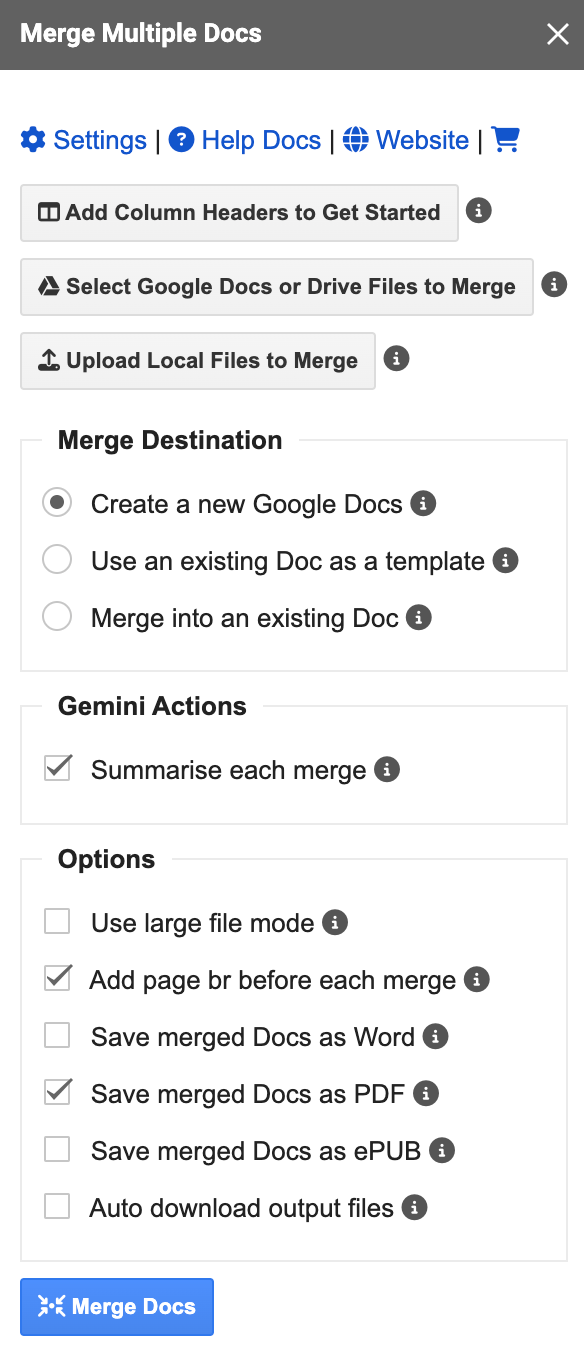 Merge Multiple Docs
Settings | Help Docs | Website |
Add Column Headers to Get Started
Select Google Docs or Drive Files to Merge
Upload Local Files to Merge
Merge Destination
Create a new Google Docs
Use an existing Doc as a template
Merge into an existing Doc
Gemini Actions
Summarise each merge
Options
Use large file mode
Add page br before each merge
Save merged Docs as Word
Save merged Docs as PDF
Save merged Docs as ePUB
Auto download output files
Merge Docs